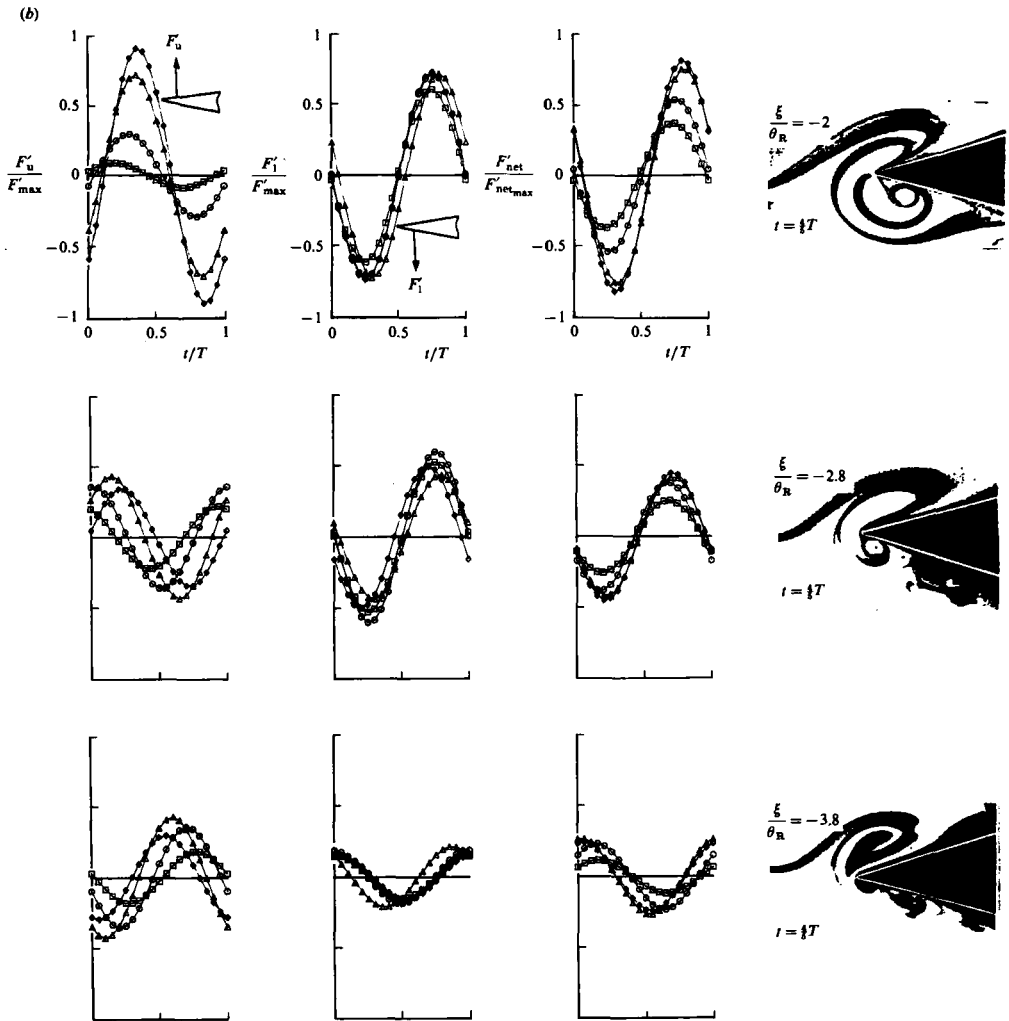 (b)
F'u
F'u / F'max
1
0.5
0
−0.5
−1
0 0.5 1
t/T
F'l / F'max
1
0.5
0
−0.5
−1
F'l
0 0.5 1
t/T
F'net / F'netmax
1
0.5
0
−0.5
−1
0 0.5 1
t/T
ξ/θR = −2
ξ/θR = −2.8
ξ/θR = −3.8